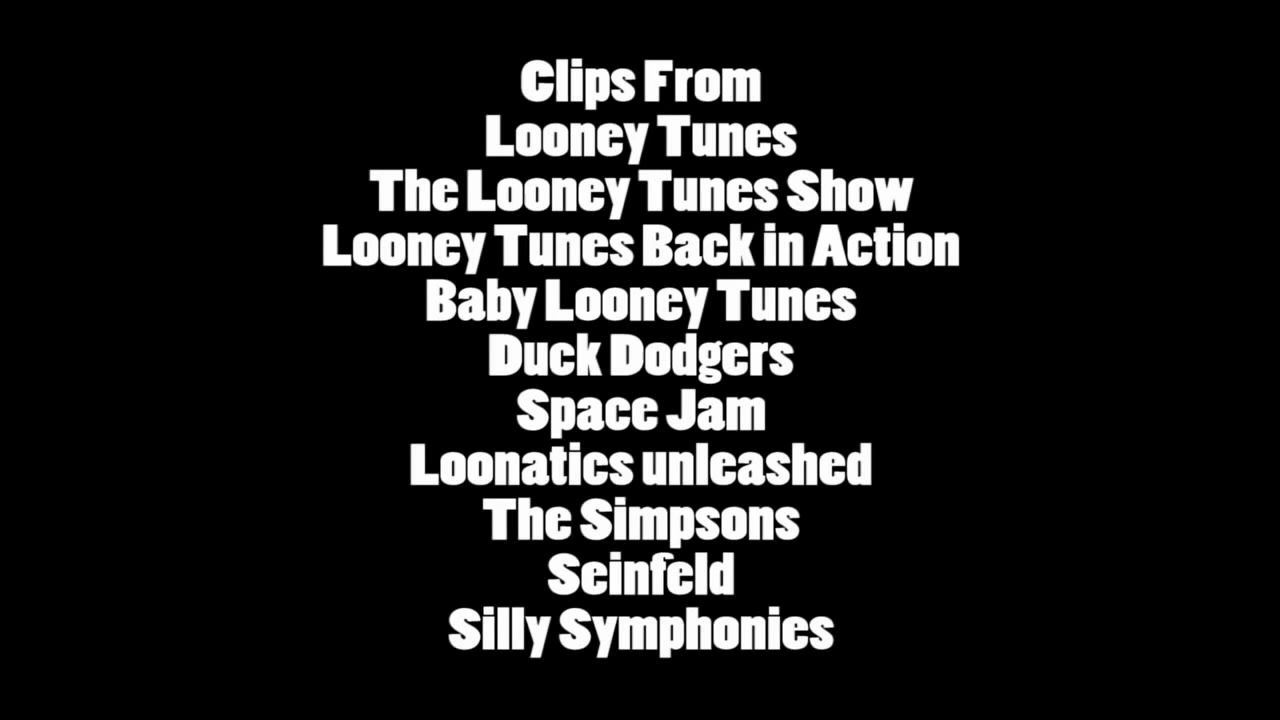 Clips From
Looney Tunes
The Looney Tunes Show
Looney Tunes Back in Action
Baby Looney Tunes
Duck Dodgers
Space Jam
Loonatics unleashed
The Simpsons
Seinfeld
Silly Symphonies